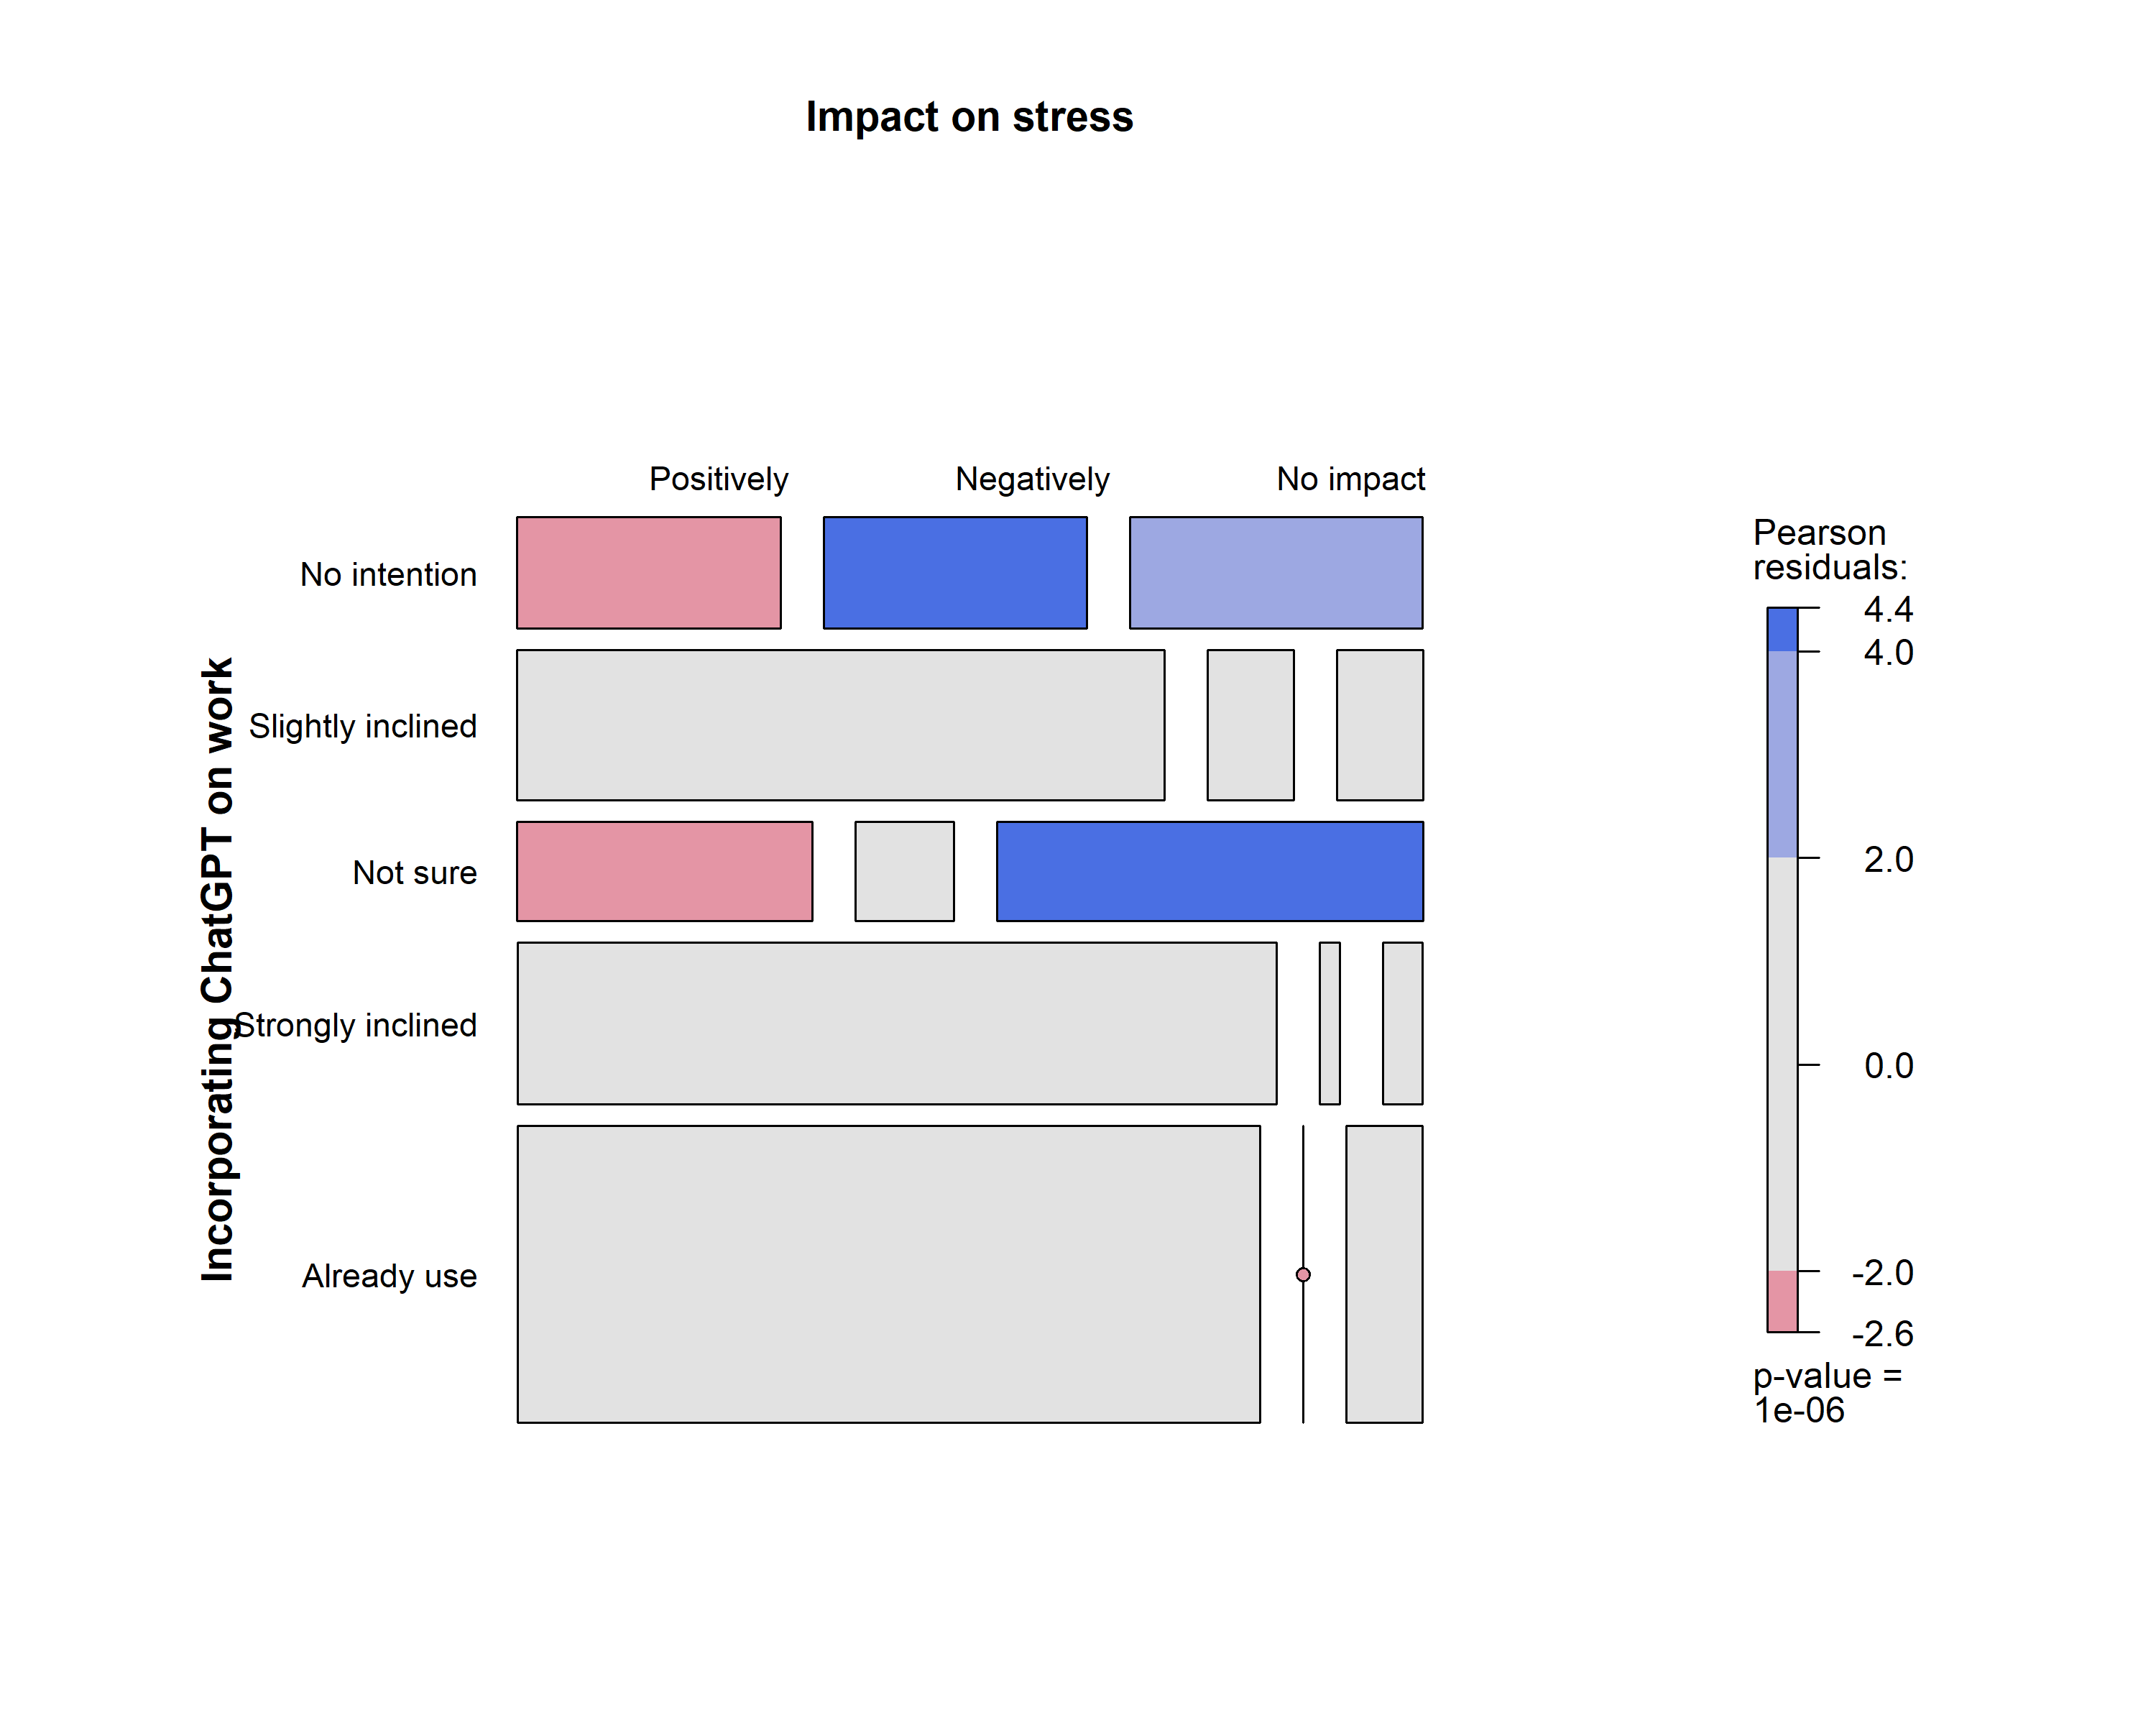 Impact on stress
Positively Negatively No impact
Incorporating ChatGPT on work
No intention
Slightly inclined
Not sure
Strongly inclined
Already use
Pearson
residuals:
4.4
4.0
2.0
0.0
-2.0
-2.6
p-value =
1e-06